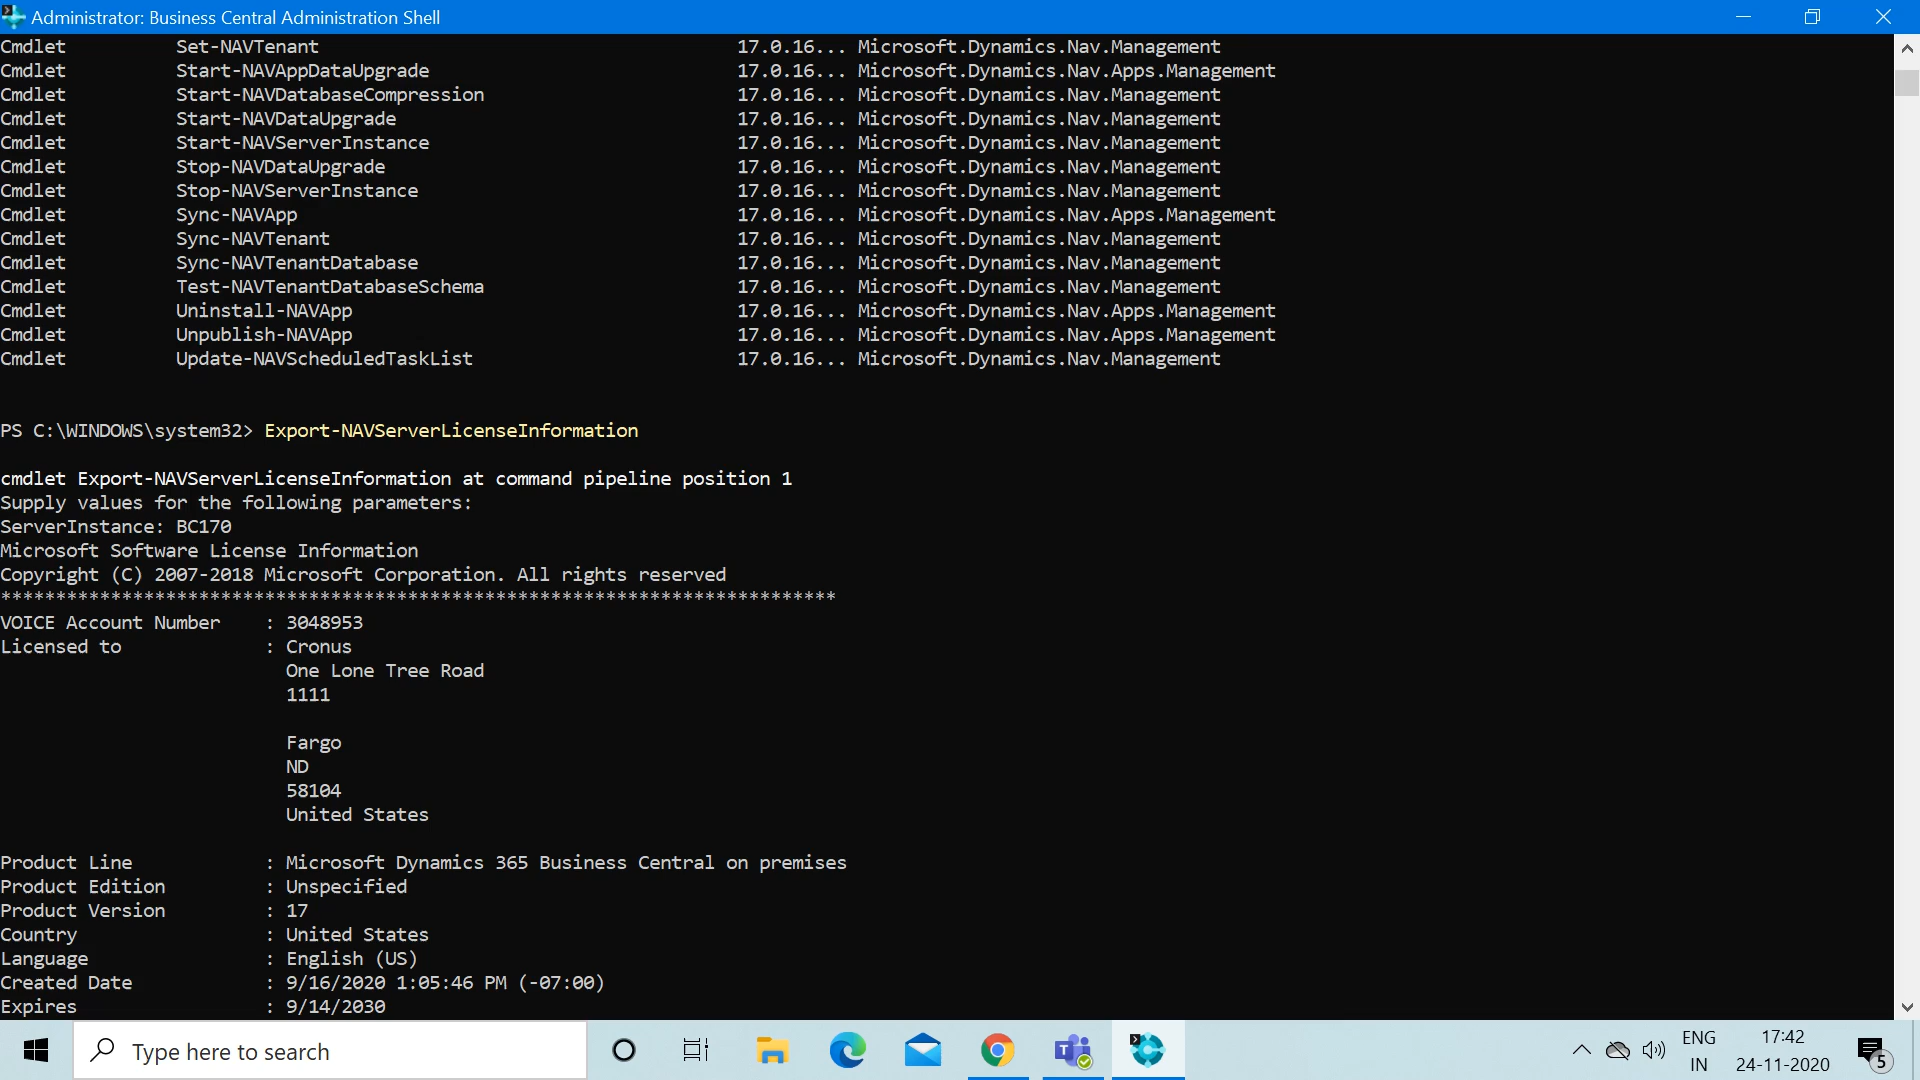 Administrator: Business Central Administration Shell
Cmdlet Set-NAVTenant 17.0.16... Microsoft.Dynamics.Nav.Management
Cmdlet Start-NAVAppDataUpgrade 17.0.16... Microsoft.Dynamics.Nav.Apps.Management
Cmdlet Start-NAVDatabaseCompression 17.0.16... Microsoft.Dynamics.Nav.Management
Cmdlet Start-NAVDataUpgrade 17.0.16... Microsoft.Dynamics.Nav.Management
Cmdlet Start-NAVServerInstance 17.0.16... Microsoft.Dynamics.Nav.Management
Cmdlet Stop-NAVDataUpgrade 17.0.16... Microsoft.Dynamics.Nav.Management
Cmdlet Stop-NAVServerInstance 17.0.16... Microsoft.Dynamics.Nav.Management
Cmdlet Sync-NAVApp 17.0.16... Microsoft.Dynamics.Nav.Apps.Management
Cmdlet Sync-NAVTenant 17.0.16... Microsoft.Dynamics.Nav.Management
Cmdlet Sync-NAVTenantDatabase 17.0.16... Microsoft.Dynamics.Nav.Management
Cmdlet Test-NAVTenantDatabaseSchema 17.0.16... Microsoft.Dynamics.Nav.Management
Cmdlet Uninstall-NAVApp 17.0.16... Microsoft.Dynamics.Nav.Apps.Management
Cmdlet Unpublish-NAVApp 17.0.16... Microsoft.Dynamics.Nav.Apps.Management
Cmdlet Update-NAVScheduledTaskList 17.0.16... Microsoft.Dynamics.Nav.Management
PS C:\WINDOWS\system32> Export-NAVServerLicenseInformation
cmdlet Export-NAVServerLicenseInformation at command pipeline position 1
Supply values for the following parameters:
ServerInstance: BC170
Microsoft Software License Information
Copyright (C) 2007-2018 Microsoft Corporation. All rights reserved
****************************************************************************
VOICE Account Number : 3048953
Licensed to : Cronus
One Lone Tree Road
1111
Fargo
ND
58104
United States
Product Line : Microsoft Dynamics 365 Business Central on premises
Product Edition : Unspecified
Product Version : 17
Country : United States
Language : English (US)
Created Date : 9/16/2020 1:05:46 PM (-07:00)
Expires : 9/14/2030
Type here to search
ENG
IN
17:42
24-11-2020
5